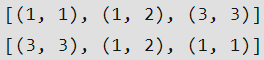 [(1, 1), (1, 2), (3, 3)]
[(3, 3), (1, 2), (1, 1)]